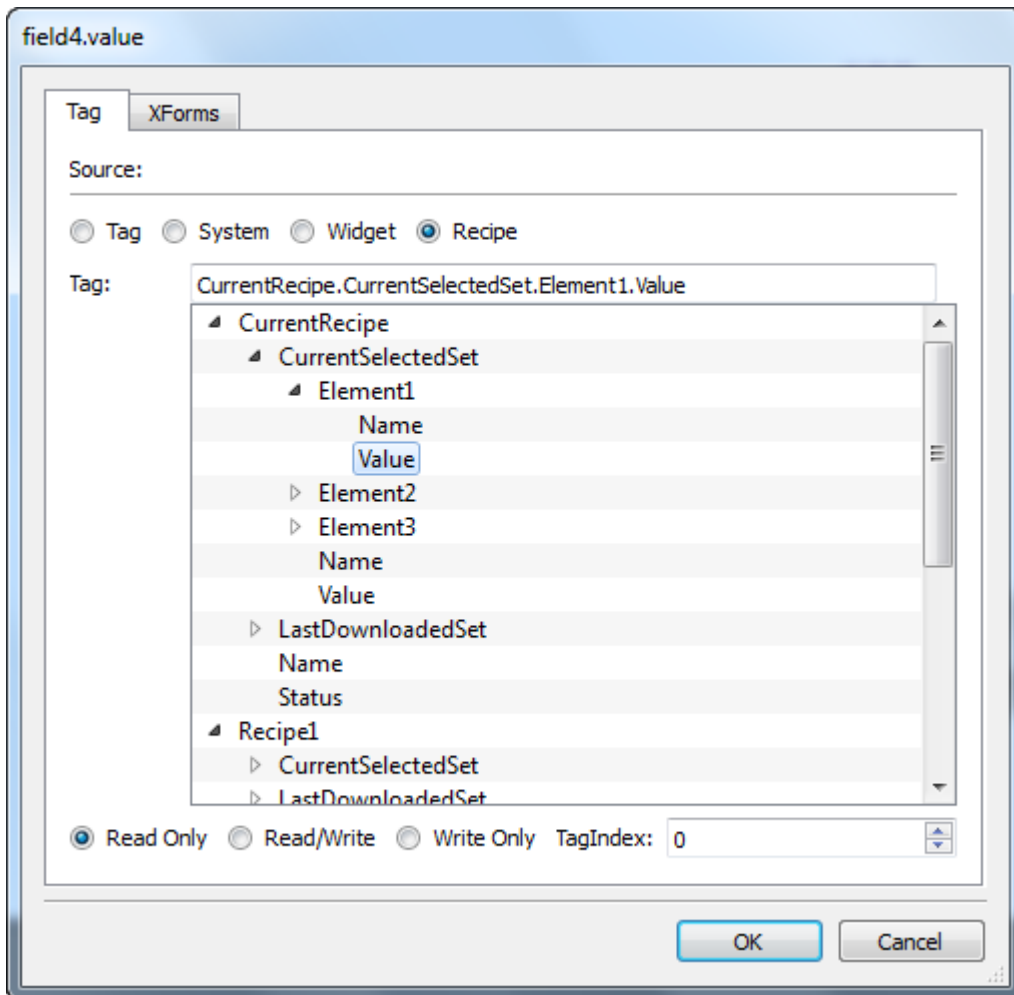 field4.value
Tag XForms
Source:
Tag System Widget Recipe
Tag: CurrentRecipe.CurrentSelectedSet.Element1.Value
CurrentRecipe
CurrentSelectedSet
Element1
Name
Value
Element2
Element3
Name
Value
LastDownloadedSet
Name
Status
Recipe1
CurrentSelectedSet
LastDownloadedSet
Read Only Read/Write Write Only TagIndex: 0
OK Cancel